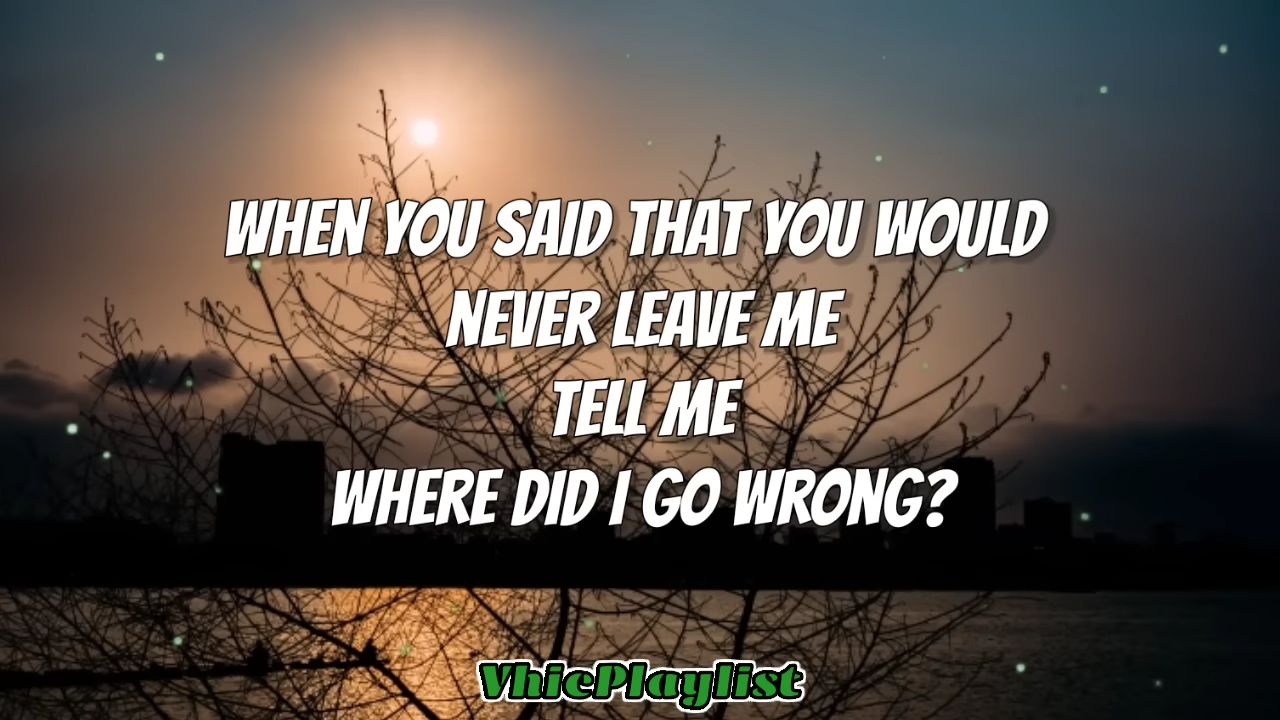 WHEN YOU SAID THAT YOU WOULD
NEVER LEAVE ME
TELL ME
WHERE DID I GO WRONG?
VhicPlaylist